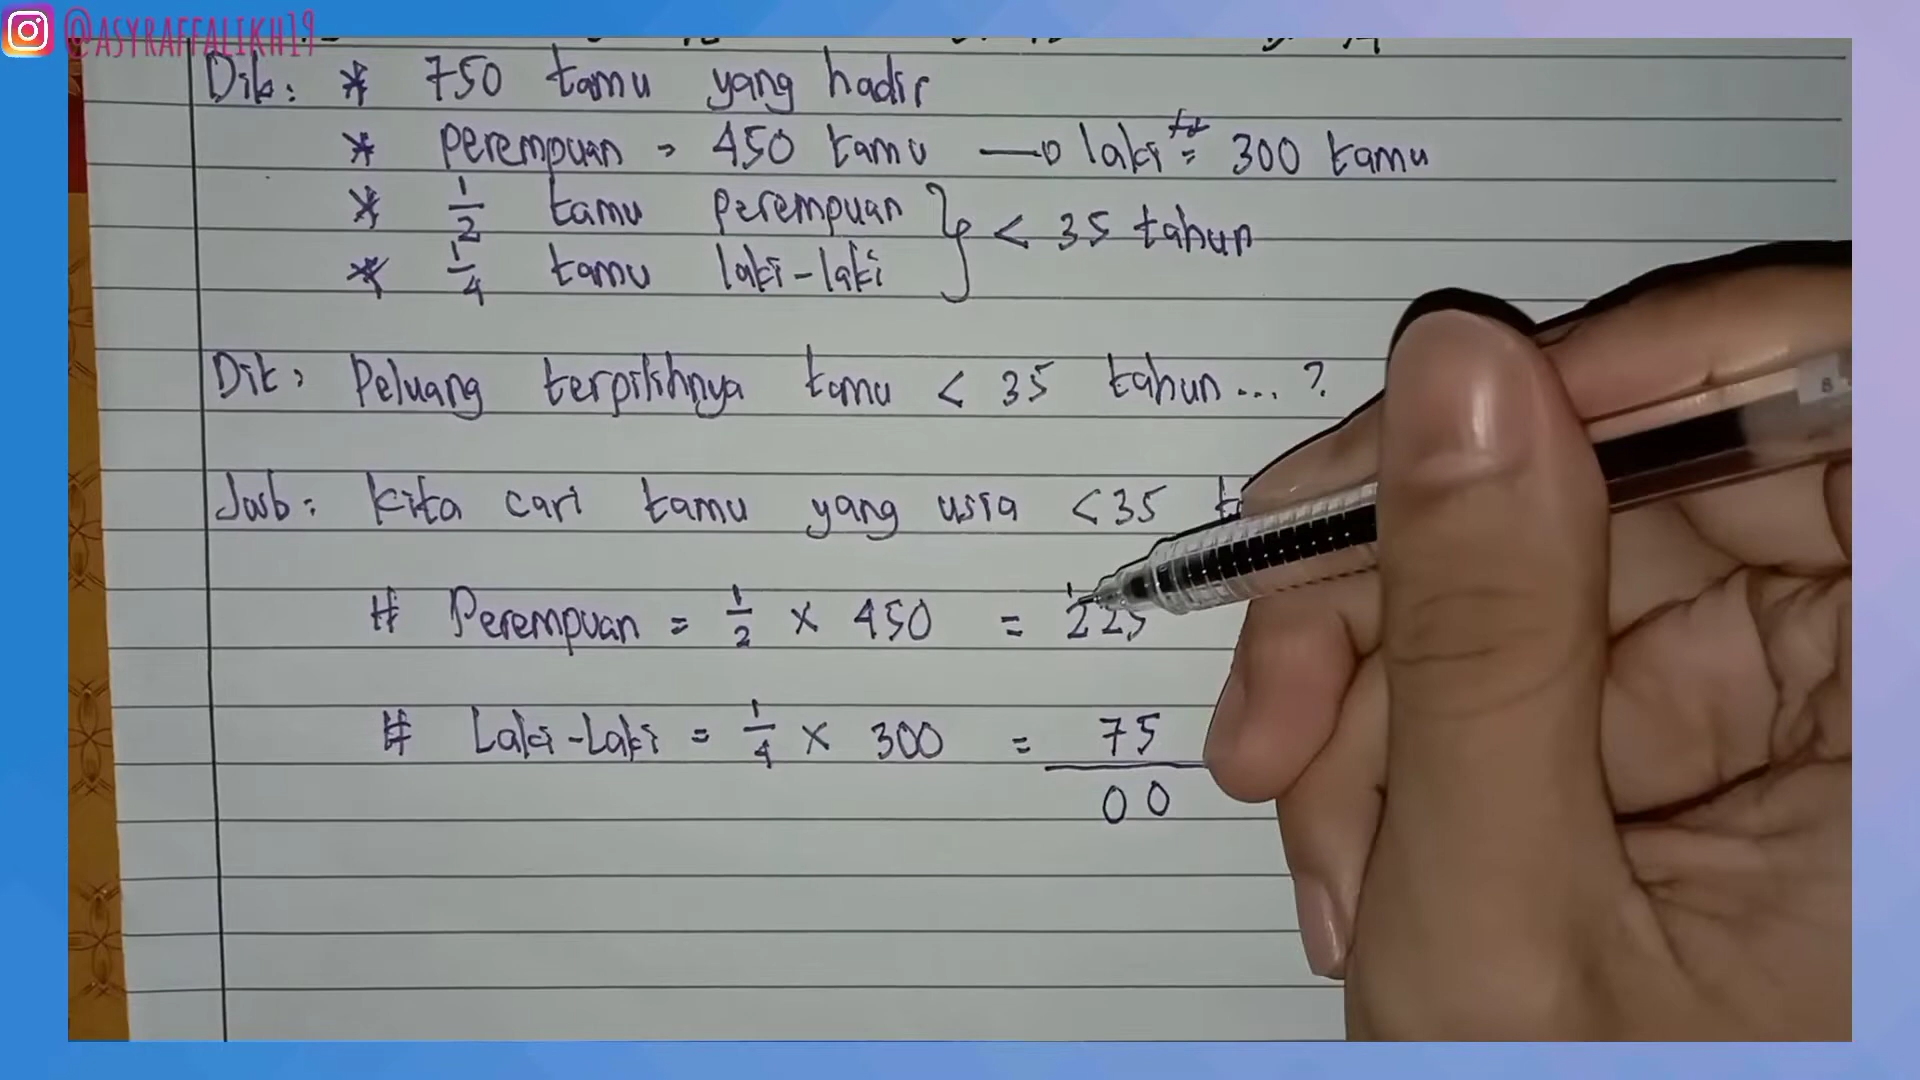 @ASYRAFFALIKH19
Dik: * 750 tamu yang hadir
* Perempuan = 450 tamu → laki² = 300 tamu
* 1/2 tamu perempuan } < 35 tahun
* 1/4 tamu laki-laki
Dit: Peluang terpilihnya tamu < 35 tahun...?
Jwb: Kita cari tamu yang usia < 35
# Perempuan = 1/2 × 450 = 225
# Laki-Laki = 1/4 × 300 = 75
00